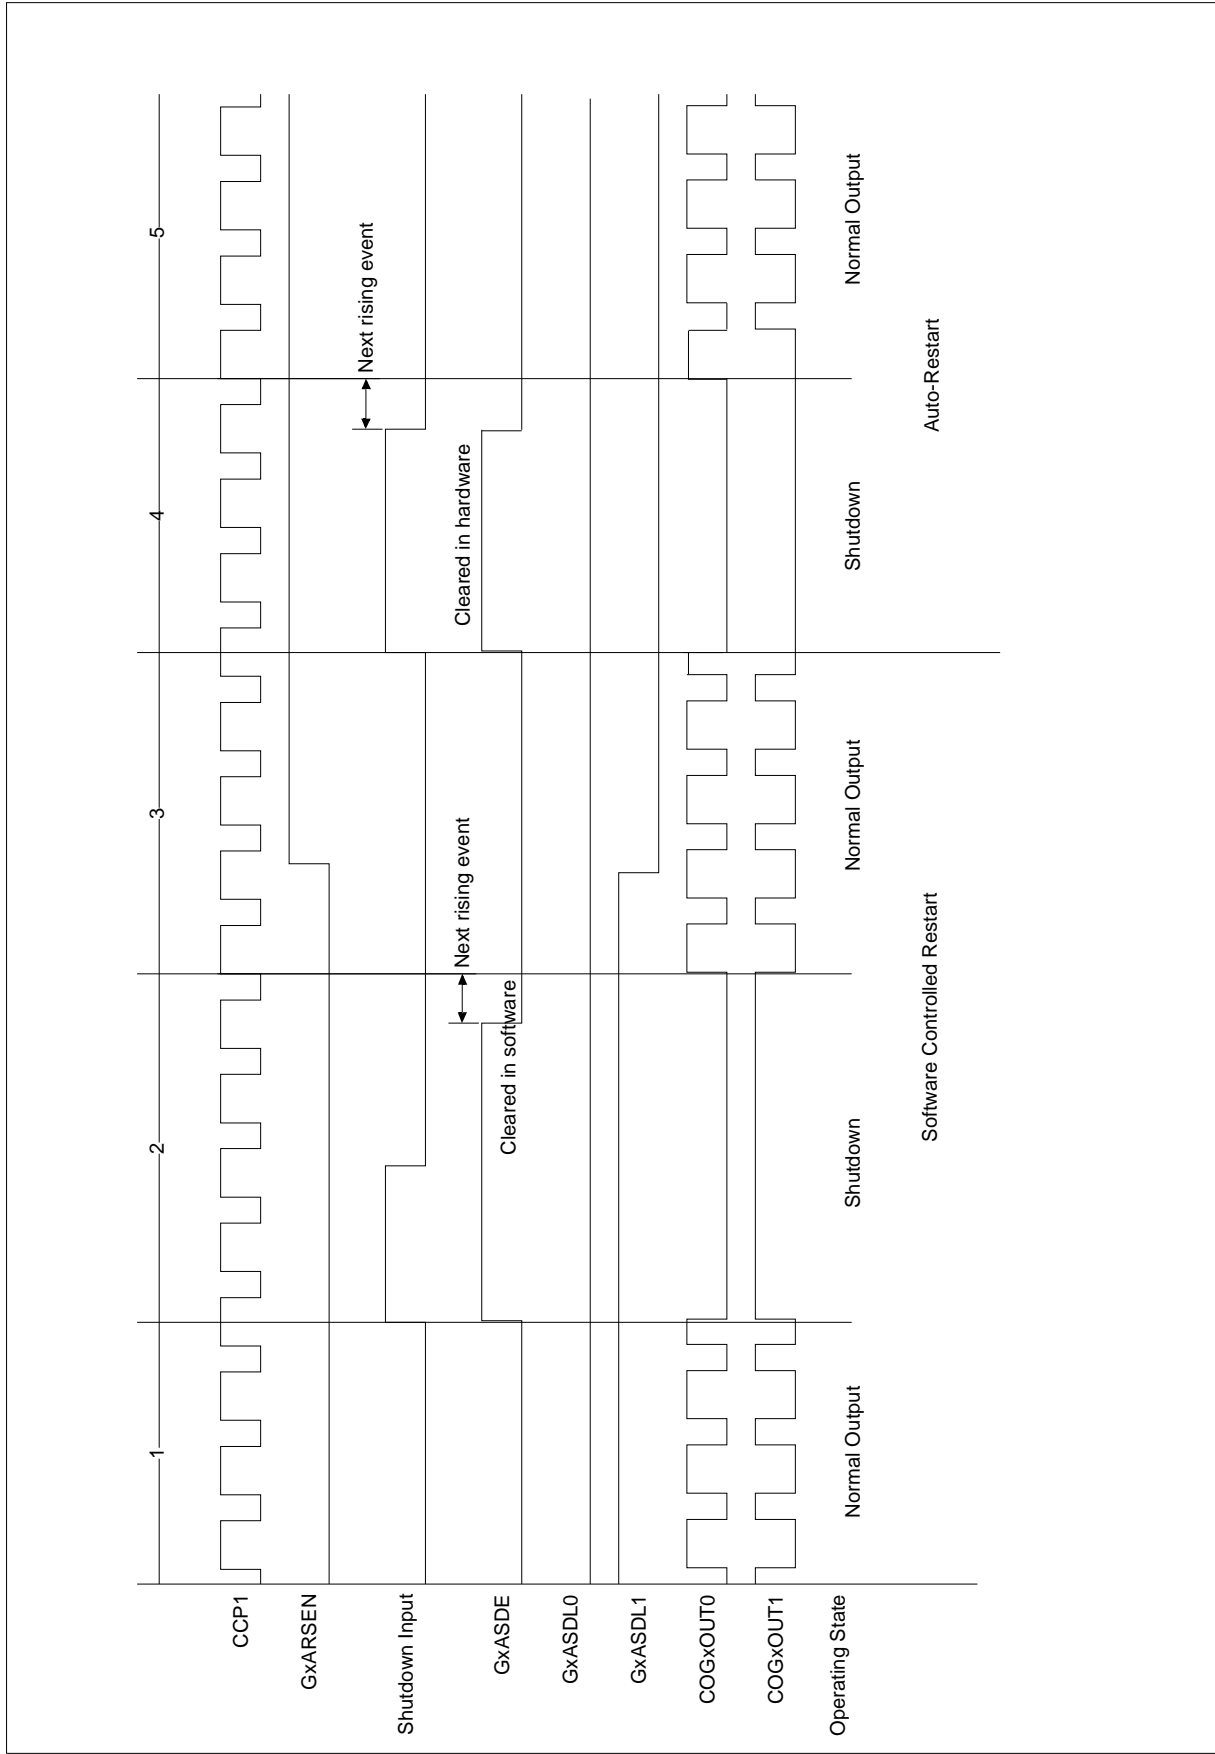 1
2
3
4
5
CCP1
GxARSEN
Next rising event
Shutdown Input
Next rising event
Cleared in hardware
GxASDE
Cleared in software
GxASDL0
GxASDL1
COGxOUT0
COGxOUT1
Operating State
Normal Output
Shutdown
Normal Output
Shutdown
Normal Output
Software Controlled Restart
Auto-Restart